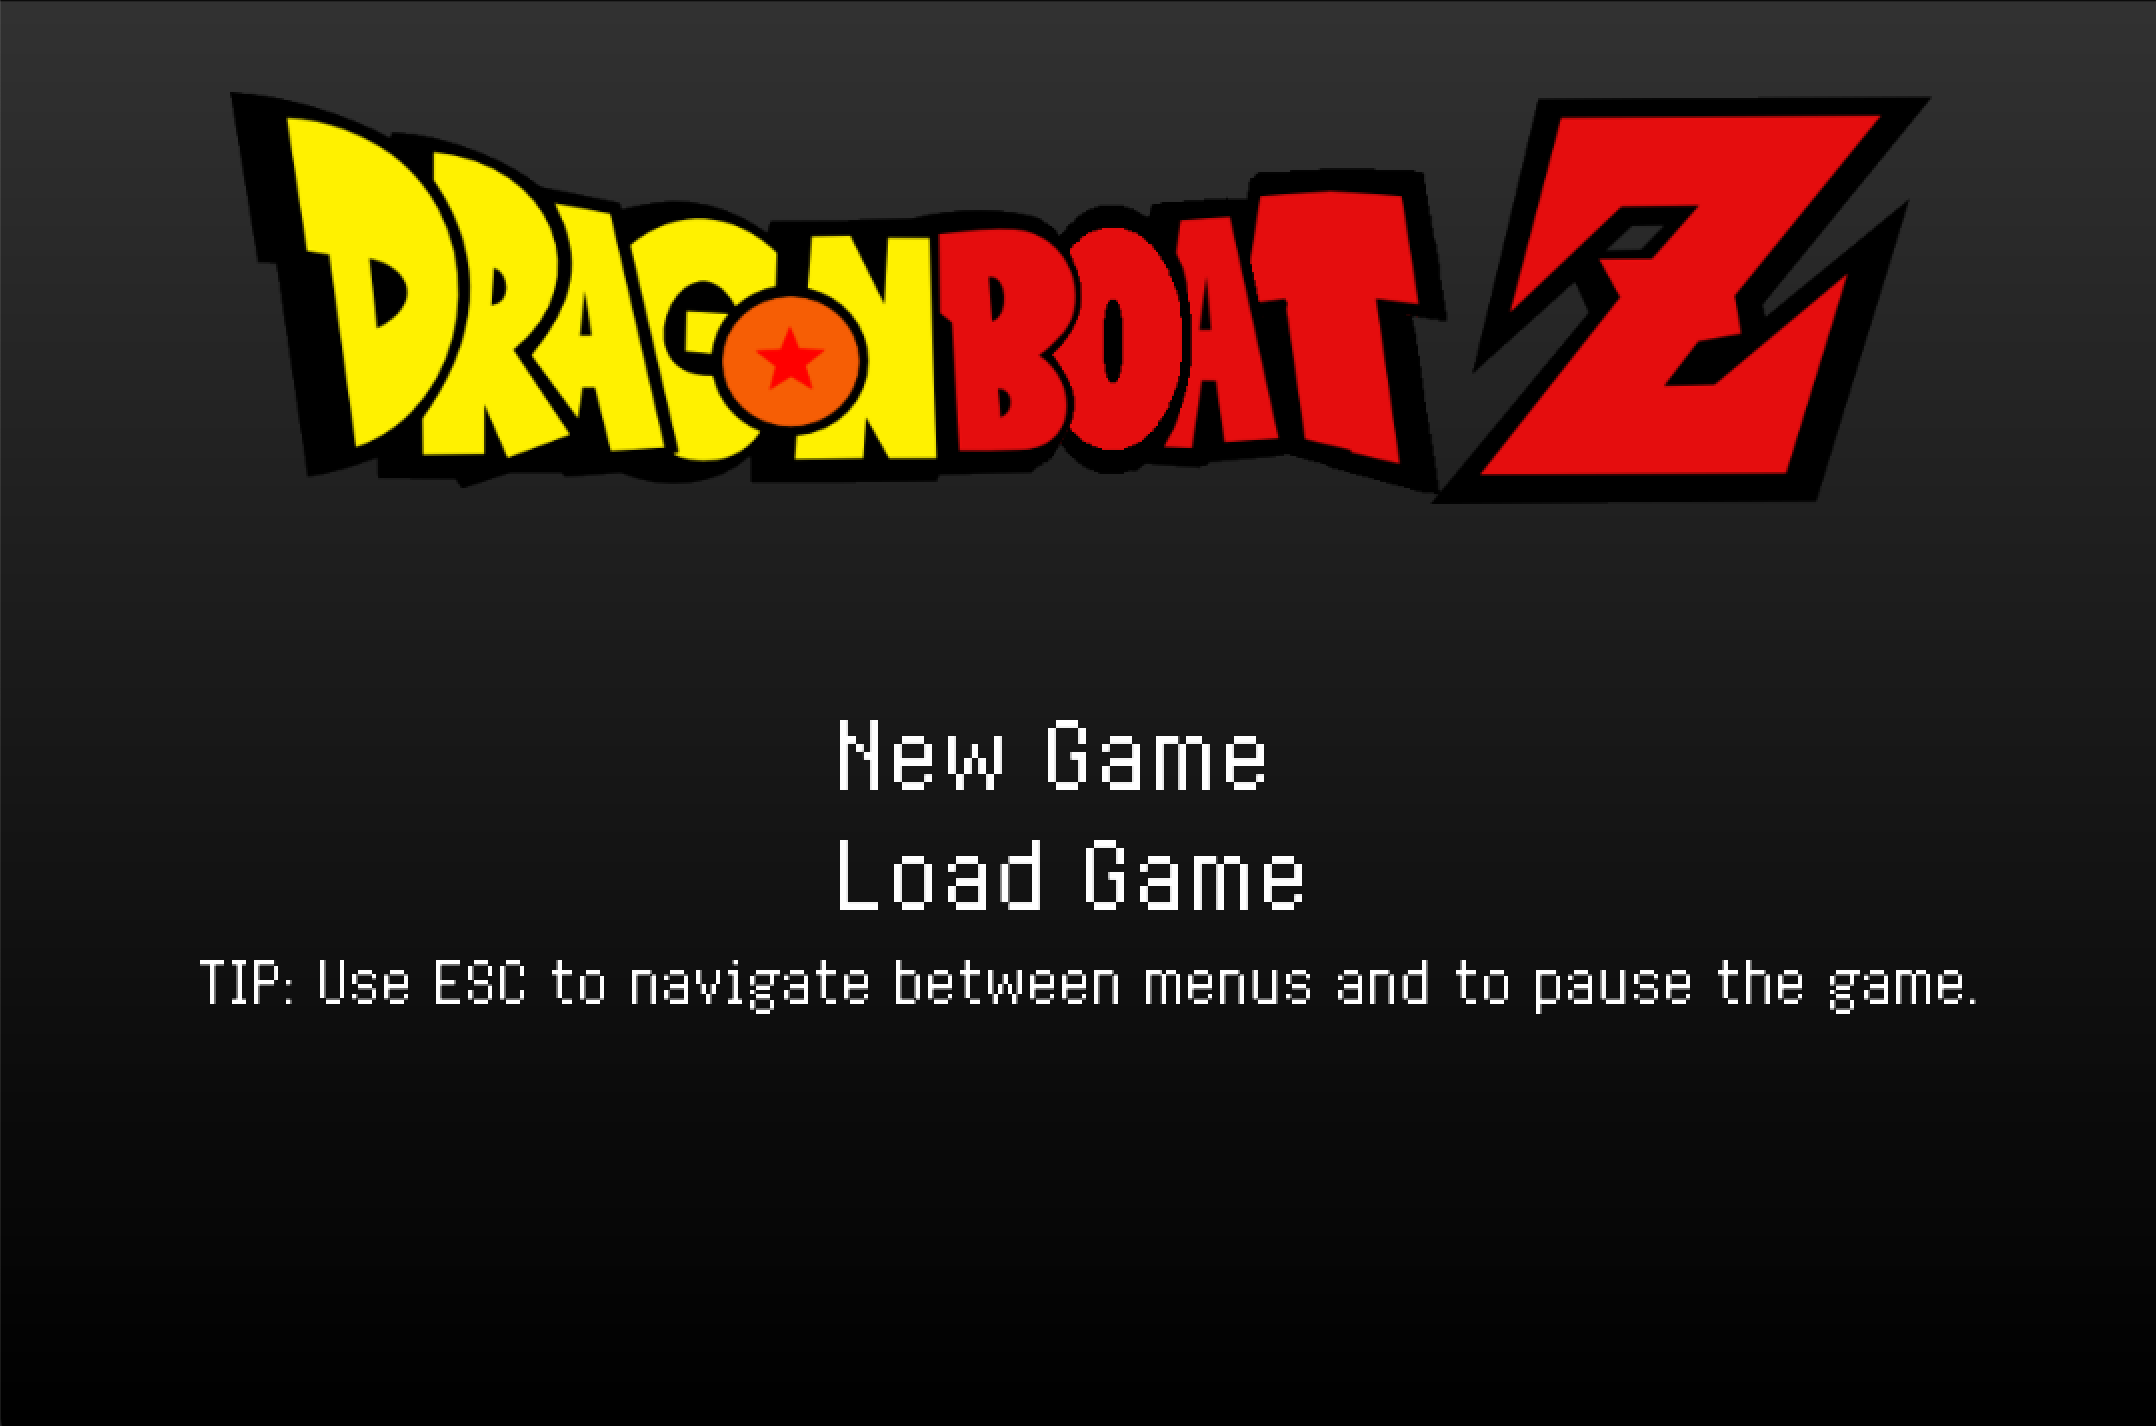 DRAGON BOAT Z
New Game
Load Game
TIP: Use ESC to navigate between menus and to pause the game.